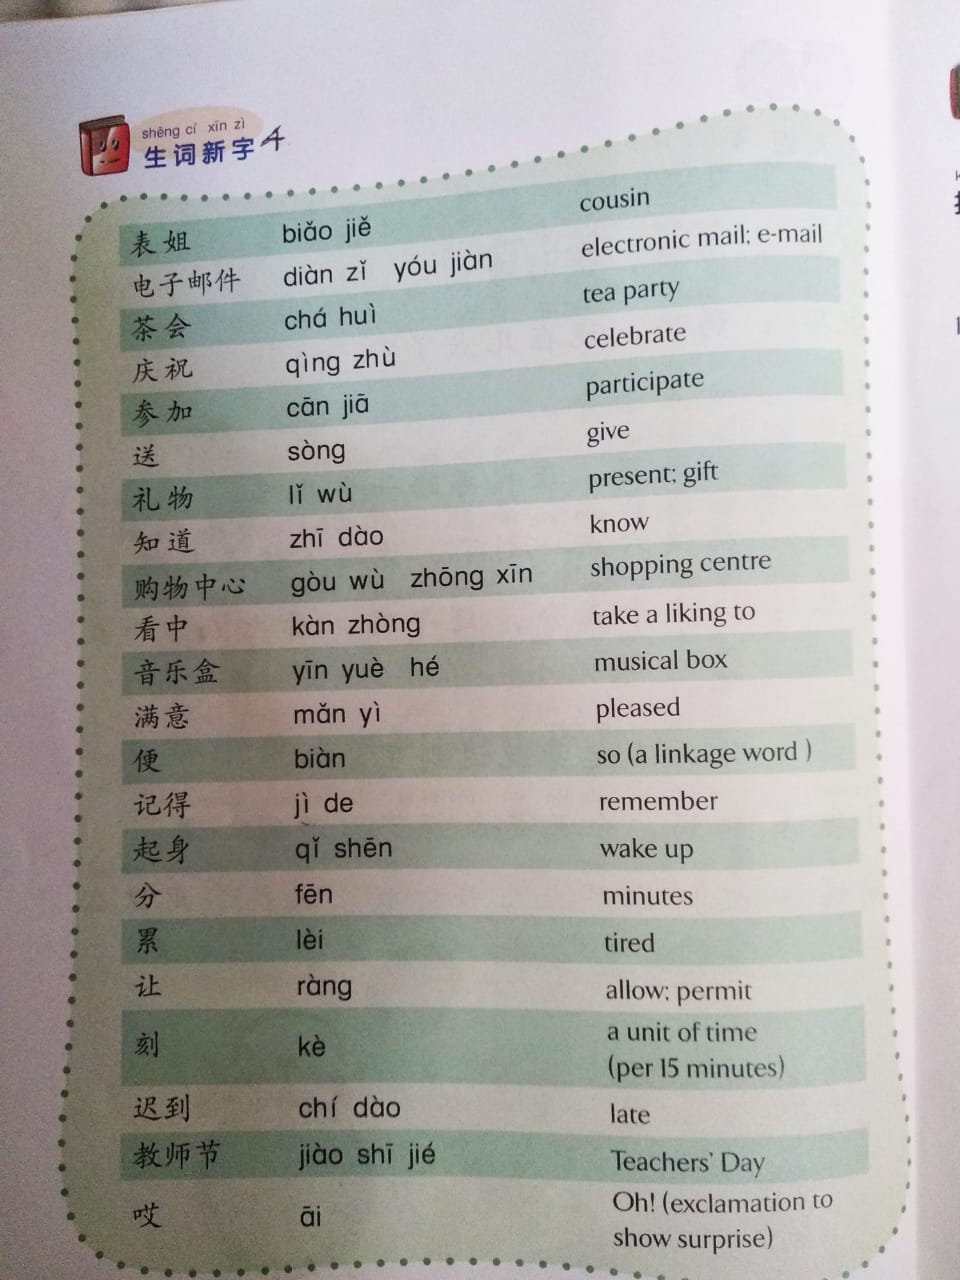 shēng cí xīn zì
生词新字 4
表姐 biǎo jiě cousin
电子邮件 diàn zǐ yóu jiàn electronic mail; e-mail
茶会 chá huì tea party
庆祝 qìng zhù celebrate
参加 cān jiā participate
送 sòng give
礼物 lǐ wù present; gift
知道 zhī dào know
购物中心 gòu wù zhōng xīn shopping centre
看中 kàn zhòng take a liking to
音乐盒 yīn yuè hé musical box
满意 mǎn yì pleased
便 biàn so (a linkage word )
记得 jì de remember
起身 qǐ shēn wake up
分 fēn minutes
累 lèi tired
让 ràng allow; permit
刻 kè a unit of time
(per 15 minutes)
迟到 chí dào late
教师节 jiào shī jié Teachers' Day
哎 āi Oh! (exclamation to
show surprise)